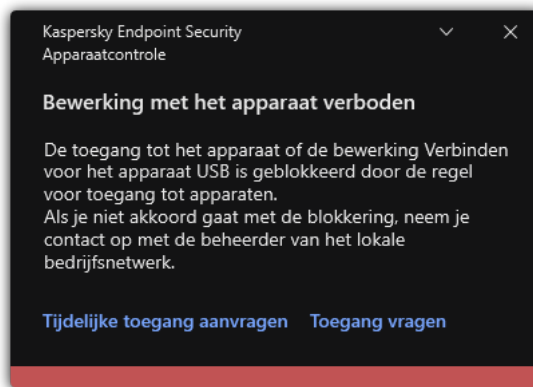 Kaspersky Endpoint Security
Apparaatcontrole
Bewerking met het apparaat verboden
De toegang tot het apparaat of de bewerking Verbinden
voor het apparaat USB is geblokkeerd door de regel
voor toegang tot apparaten.
Als je niet akkoord gaat met de blokkering, neem je
contact op met de beheerder van het lokale
bedrijfsnetwerk.
Tijdelijke toegang aanvragen Toegang vragen